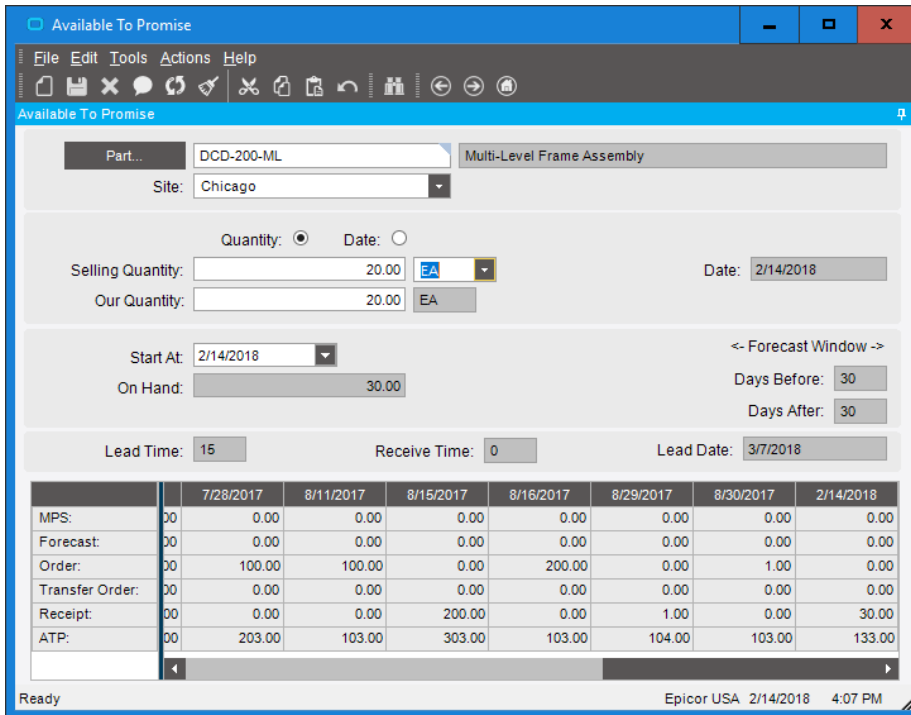 Available To Promise
File Edit Tools Actions Help
Available To Promise
Part... DCD-200-ML Multi-Level Frame Assembly
Site: Chicago
Quantity: Date:
Selling Quantity: 20.00 EA Date: 2/14/2018
Our Quantity: 20.00 EA
Start At: 2/14/2018 <- Forecast Window ->
On Hand: 30.00 Days Before: 30
Days After: 30
Lead Time: 15 Receive Time: 0 Lead Date: 3/7/2018
7/28/2017 8/11/2017 8/15/2017 8/16/2017 8/29/2017 8/30/2017 2/14/2018
MPS: 00 0.00 0.00 0.00 0.00 0.00 0.00 0.00
Forecast: 00 0.00 0.00 0.00 0.00 0.00 0.00 0.00
Order: 00 100.00 100.00 0.00 200.00 0.00 1.00 0.00
Transfer Order: 00 0.00 0.00 0.00 0.00 0.00 0.00 0.00
Receipt: 00 0.00 0.00 200.00 0.00 1.00 0.00 30.00
ATP: 00 203.00 103.00 303.00 103.00 104.00 103.00 133.00
Ready Epicor USA 2/14/2018 4:07 PM